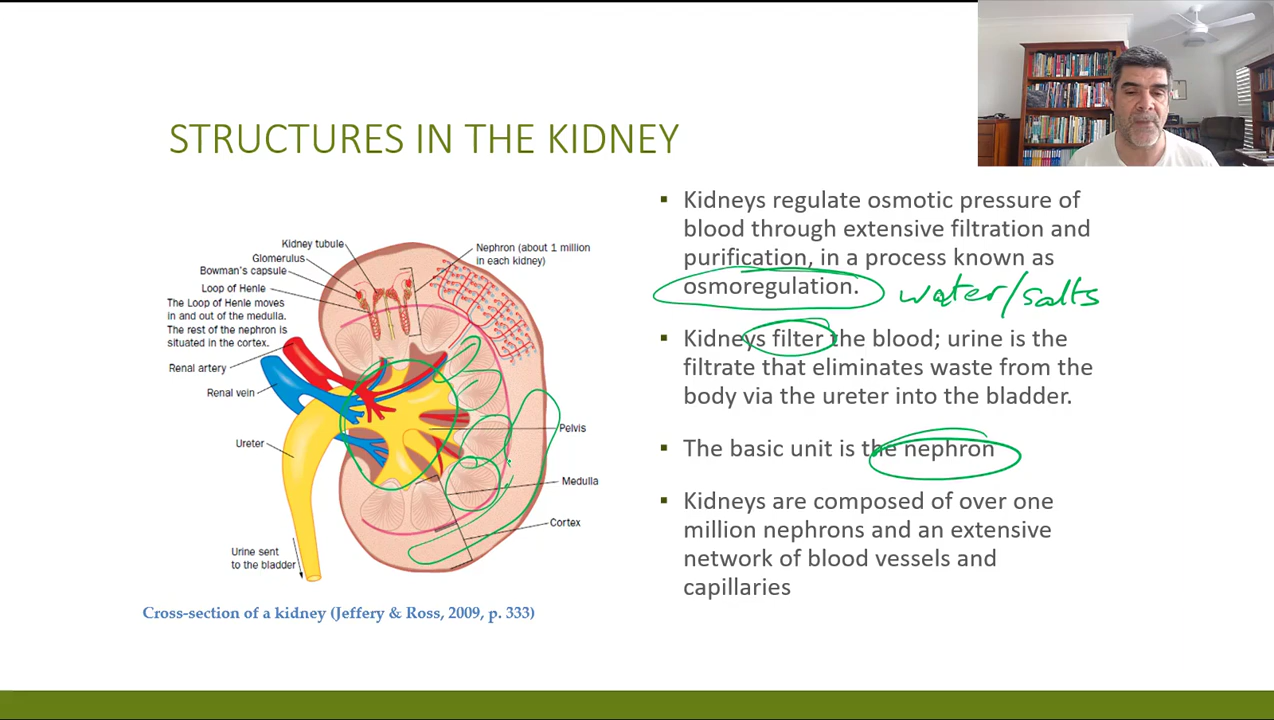 STRUCTURES IN THE KIDNEY
Kidney tubule
Glomerulus
Bowman's capsule
Loop of Henle
The Loop of Henle moves
in and out of the medulla.
The rest of the nephron is
situated in the cortex.
Renal artery
Renal vein
Ureter
Urine sent
to the bladder
Nephron (about 1 million
in each kidney)
Pelvis
Medulla
Cortex
Cross-section of a kidney (Jeffery & Ross, 2009, p. 333)
▪ Kidneys regulate osmotic pressure of
blood through extensive filtration and
purification, in a process known as
osmoregulation. water/salts
▪ Kidneys filter the blood; urine is the
filtrate that eliminates waste from the
body via the ureter into the bladder.
▪ The basic unit is the nephron
▪ Kidneys are composed of over one
million nephrons and an extensive
network of blood vessels and
capillaries